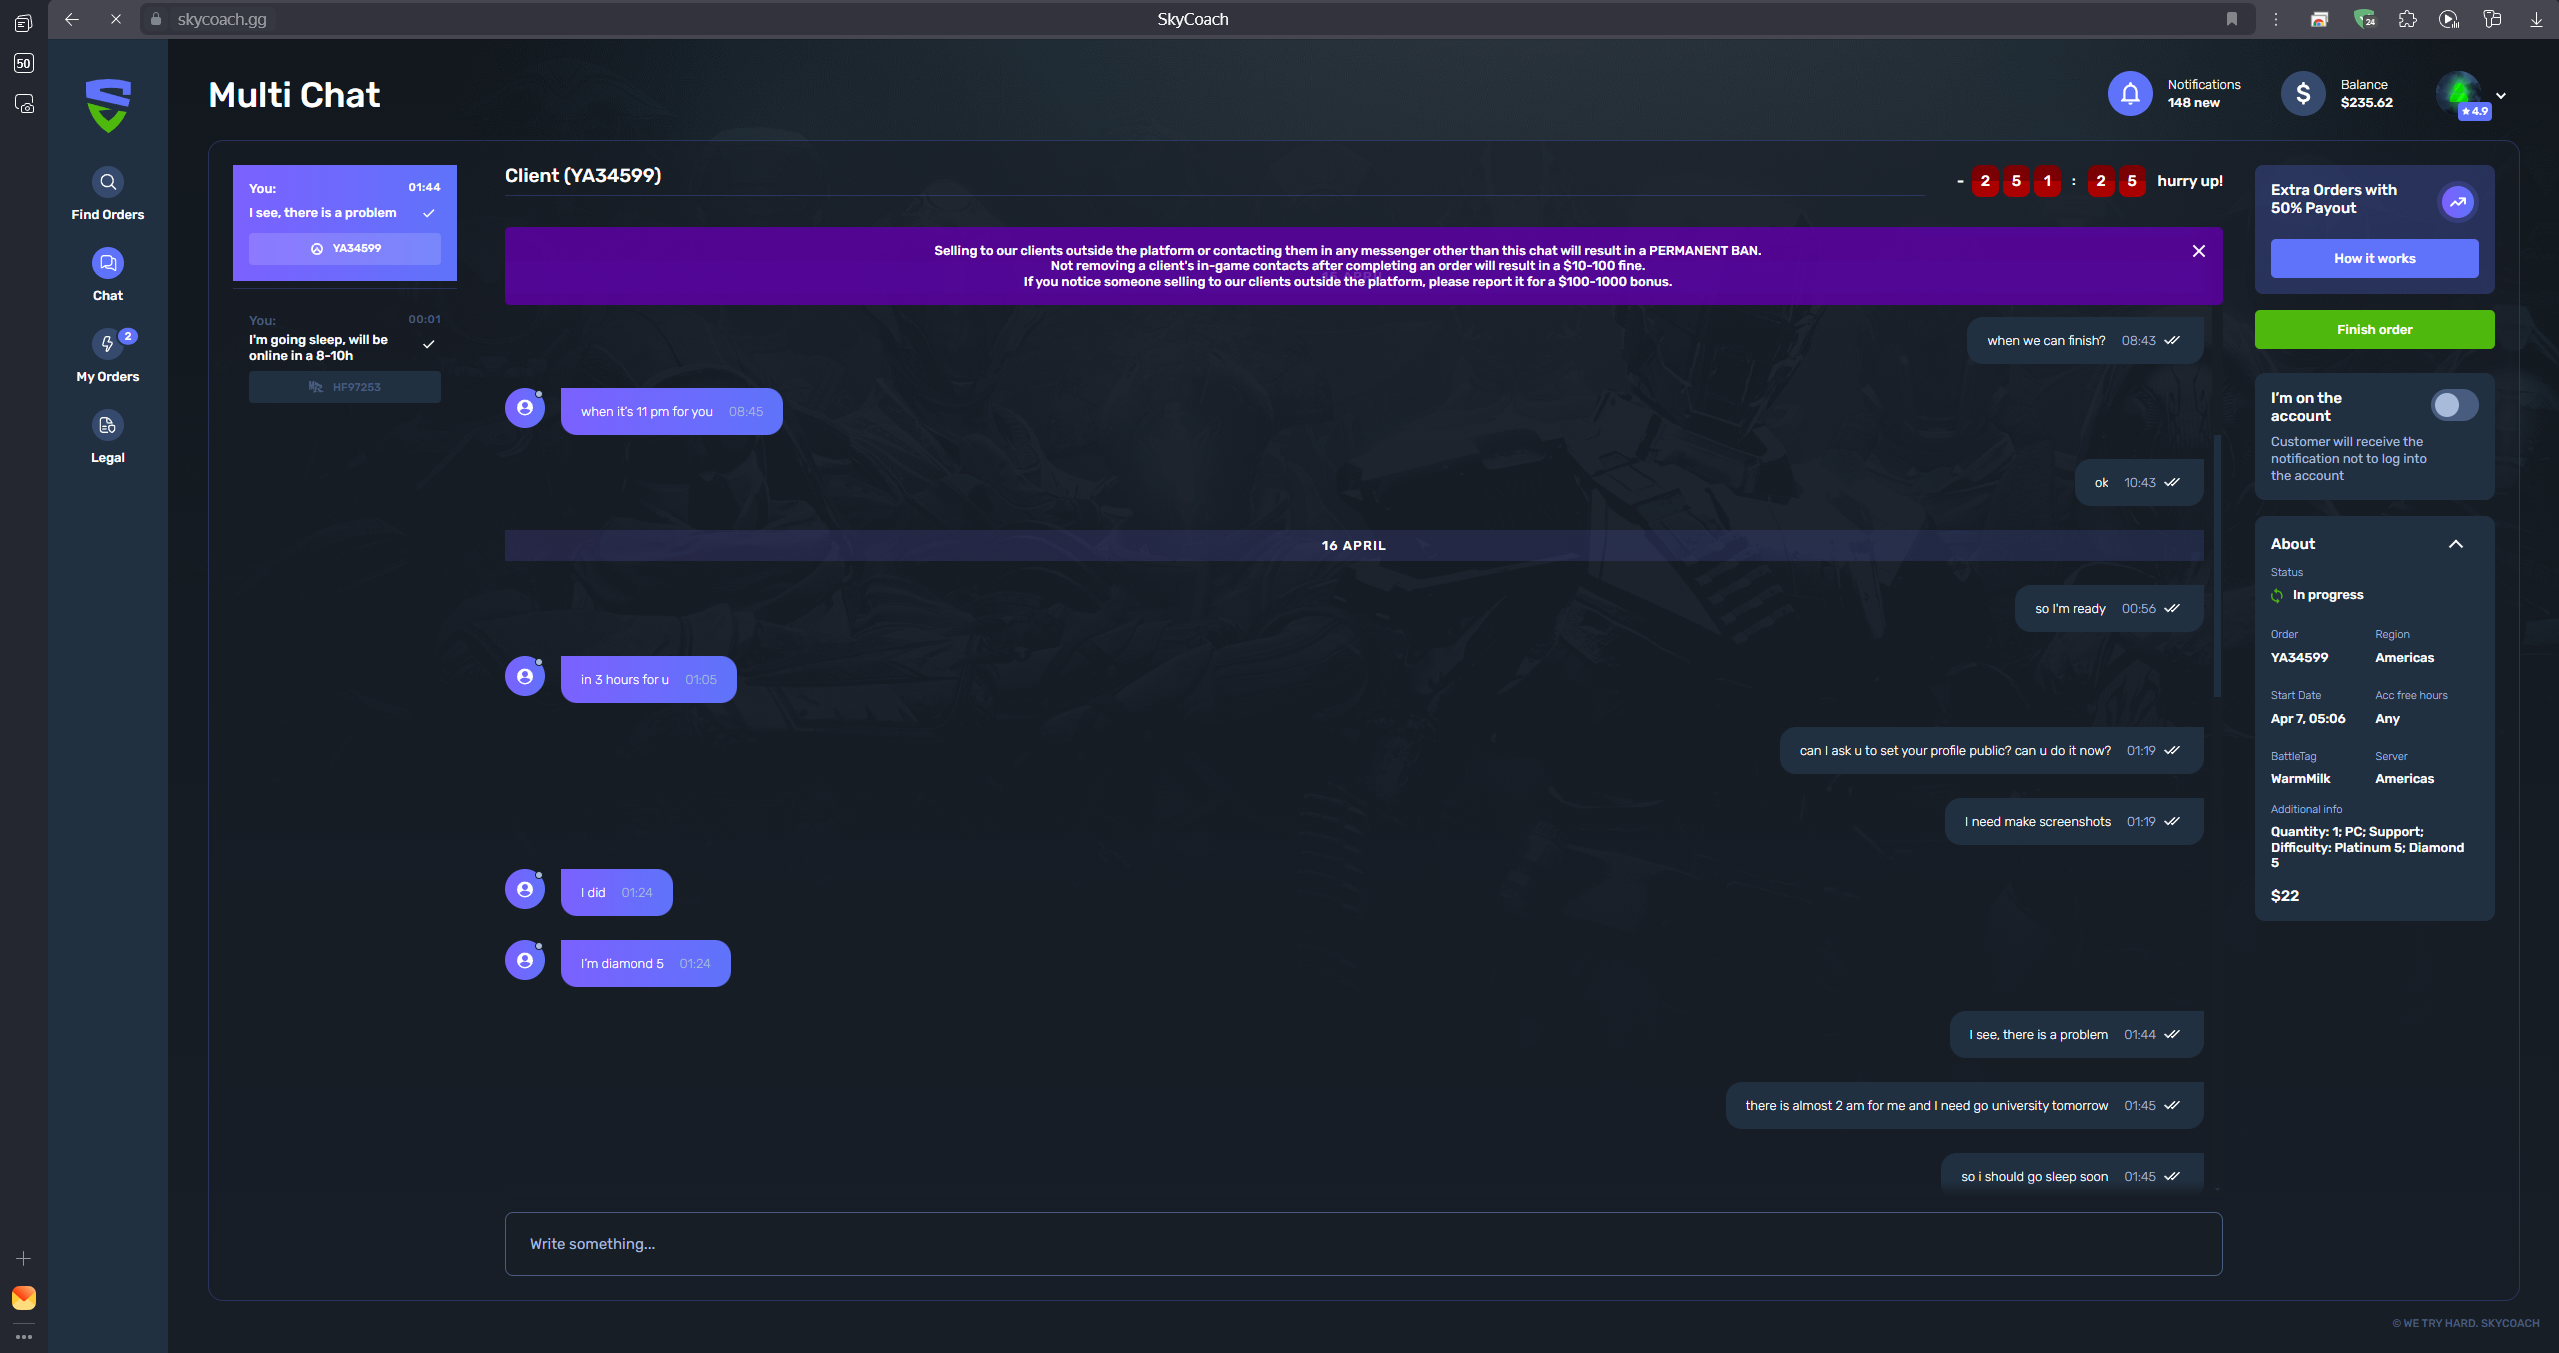 50
skycoach.gg
SkyCoach
24
Multi Chat
Notifications
148 new
Balance
$235.62
4.9
Find Orders
Chat
2
My Orders
Legal
You:
01:44
I see, there is a problem
YA34599
You:
00:01
I'm going sleep, will be
online in a 8-10h
HF97253
Client (YA34599)
- 2 5 1 : 2 5 hurry up!
Selling to our clients outside the platform or contacting them in any messenger other than this chat will result in a PERMANENT BAN.
Not removing a client's in-game contacts after completing an order will result in a $10-100 fine.
If you notice someone selling to our clients outside the platform, please report it for a $100-1000 bonus.
when we can finish? 08:43
when it's 11 pm for you 08:45
ok 10:43
16 APRIL
so I'm ready 00:56
in 3 hours for u 01:05
can I ask u to set your profile public? can u do it now? 01:19
I need make screenshots 01:19
I did 01:24
I'm diamond 5 01:24
I see, there is a problem 01:44
there is almost 2 am for me and I need go university tomorrow 01:45
so i should go sleep soon 01:45
Write something...
Extra Orders with
50% Payout
How it works
Finish order
I'm on the
account
Customer will receive the
notification not to log into
the account
About
Status
In progress
Order
Region
YA34599
Americas
Start Date
Acc free hours
Apr 7, 05:06
Any
BattleTag
Server
WarmMilk
Americas
Additional info
Quantity: 1; PC; Support;
Difficulty: Platinum 5; Diamond
5
$22
© WE TRY HARD. SKYCOACH